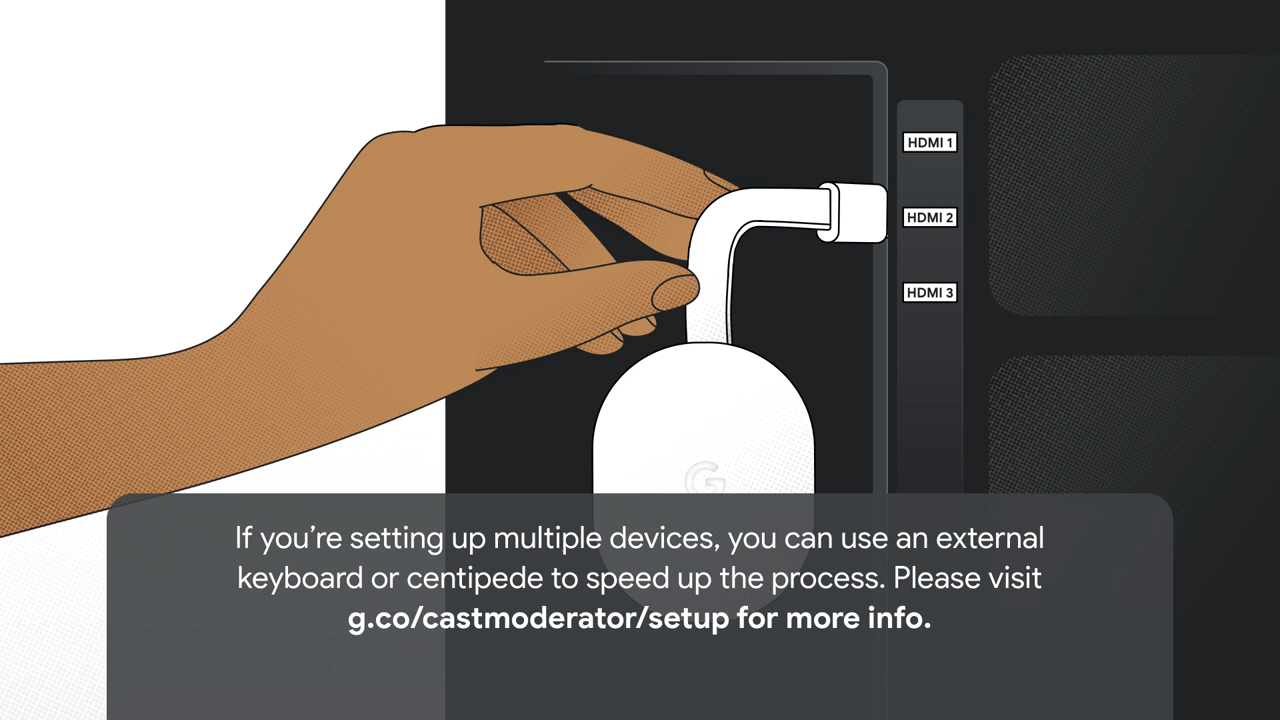 HDMI 1
HDMI 2
HDMI 3
G
If you’re setting up multiple devices, you can use an external
keyboard or centipede to speed up the process. Please visit
g.co/castmoderator/setup for more info.